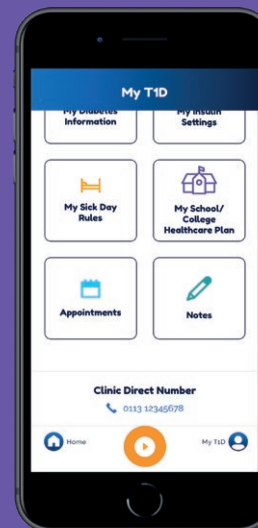 My T1D
My Diabetes
Information
My Insulin
Settings
My Sick Day
Rules
My School/
College
Healthcare Plan
Appointments
Notes
Clinic Direct Number
0113 12345678
Home
My T1D